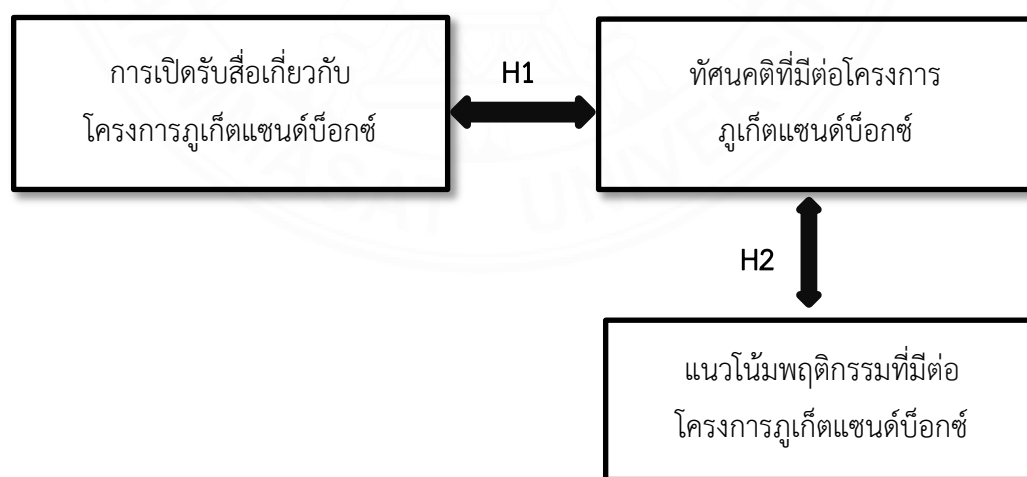 การเปิดรับสื่อเกี่ยวกับ
โครงการภูเก็ตแซนด์บ็อกซ์
H1
ทัศนคติที่มีต่อโครงการ
ภูเก็ตแซนด์บ็อกซ์
H2
แนวโน้มพฤติกรรมที่มีต่อ
โครงการภูเก็ตแซนด์บ็อกซ์